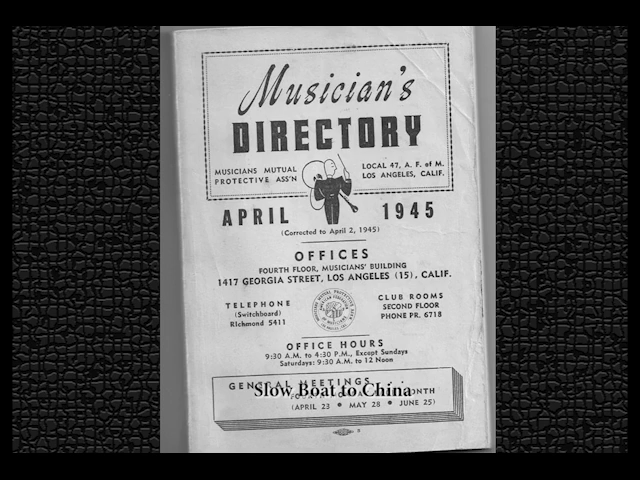 Musician's
DIRECTORY
MUSICIANS MUTUAL
PROTECTIVE ASS'N
LOCAL 47, A. F. of M.
LOS ANGELES, CALIF.
APRIL 1945
(Corrected to April 2, 1945)
OFFICES
FOURTH FLOOR, MUSICIANS' BUILDING
1417 GEORGIA STREET, LOS ANGELES (15), CALIF.
TELEPHONE
(Switchboard)
RIchmond 5411
CLUB ROOMS
SECOND FLOOR
PHONE PR. 6718
OFFICE HOURS
9:30 A.M. to 4:30 P.M., Except Sundays
Saturdays: 9:30 A.M. to 12 Noon
GENERAL MEETINGS
Slow Boat to China
MONTH
(APRIL 23 • MAY 28 • JUNE 25)